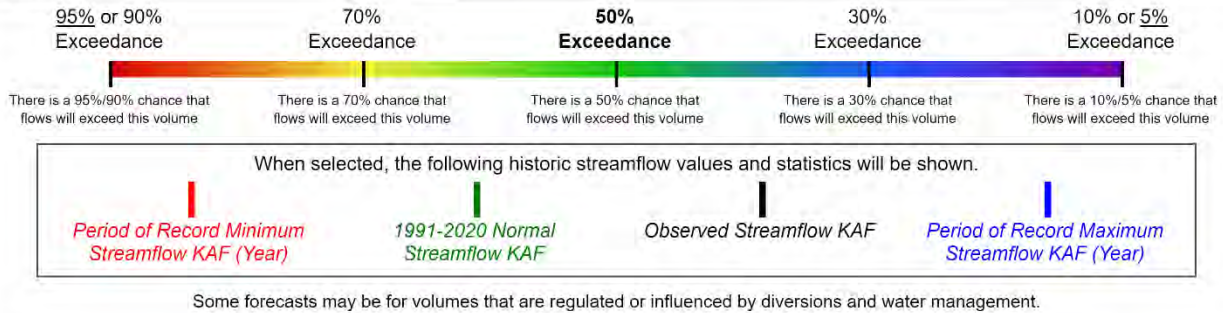 95% or 90%
Exceedance
70%
Exceedance
50%
Exceedance
30%
Exceedance
10% or 5%
Exceedance
There is a 95%/90% chance that
flows will exceed this volume
There is a 70% chance that
flows will exceed this volume
There is a 50% chance that
flows will exceed this volume
There is a 30% chance that
flows will exceed this volume
There is a 10%/5% chance that
flows will exceed this volume
When selected, the following historic streamflow values and statistics will be shown.
Period of Record Minimum
Streamflow KAF (Year)
1991-2020 Normal
Streamflow KAF
Observed Streamflow KAF
Period of Record Maximum
Streamflow KAF (Year)
Some forecasts may be for volumes that are regulated or influenced by diversions and water management.